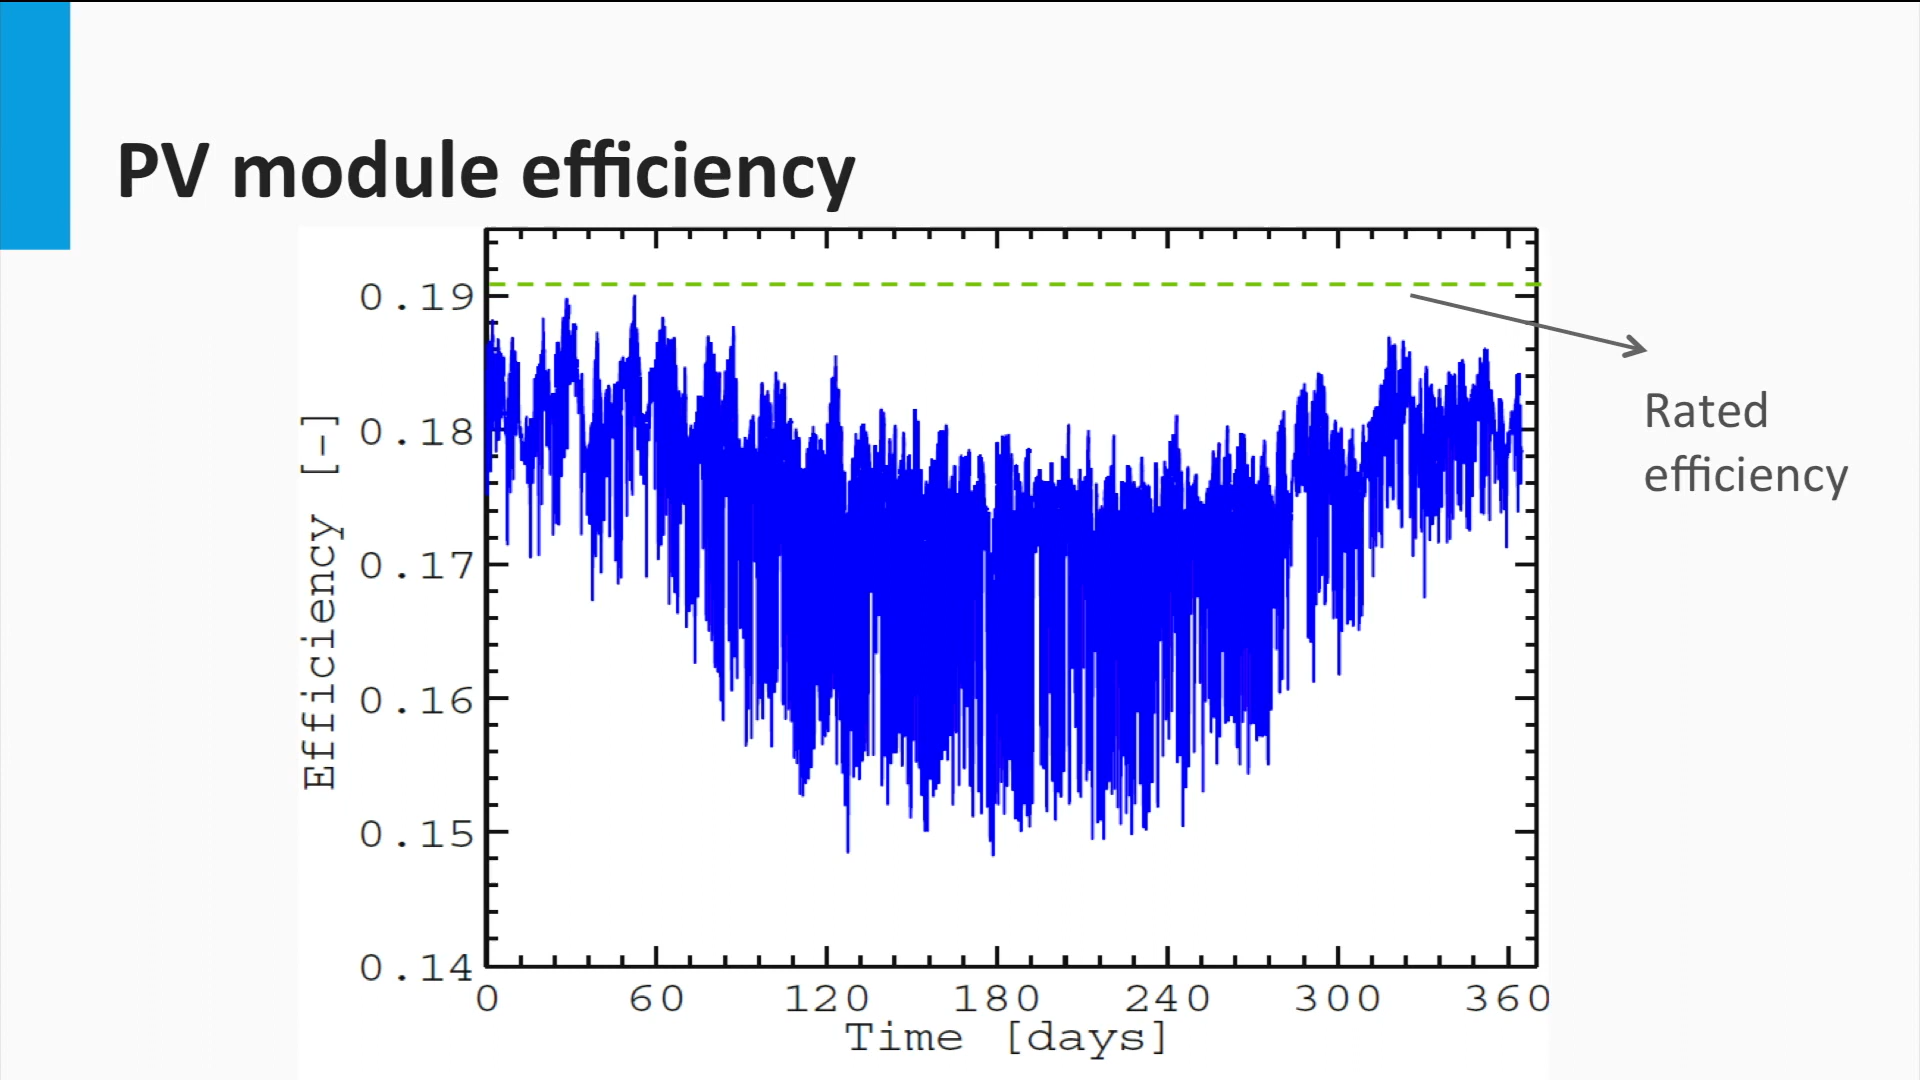 PV module efficiency
0.19
0.18
0.17
0.16
0.15
0.14
Efficiency [-]
0 60 120 180 240 300 360
Time [days]
Rated
efficiency